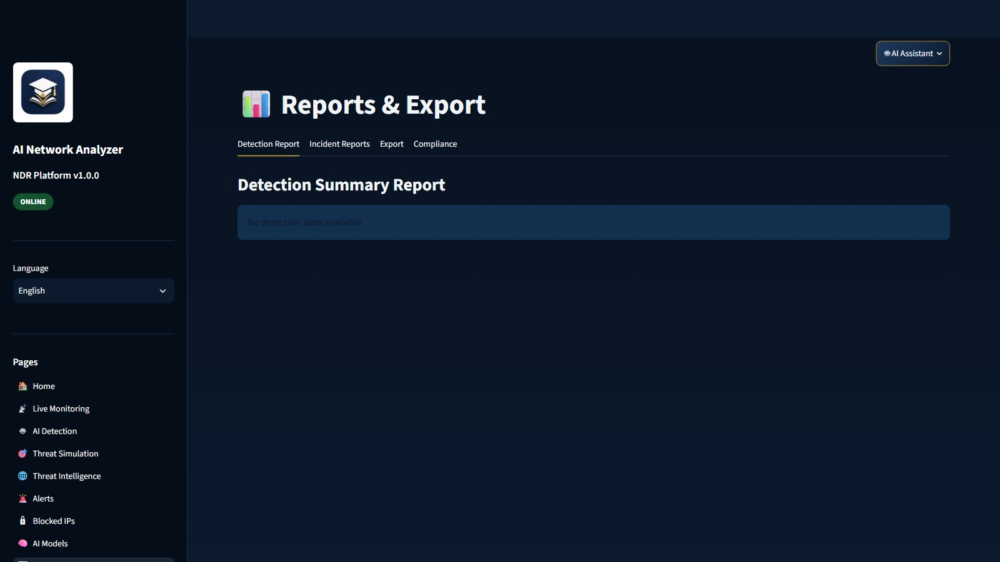 AI Network Analyzer
NDR Platform v1.0.0
ONLINE
Language
English
Pages
Home
Live Monitoring
AI Detection
Threat Simulation
Threat Intelligence
Alerts
Blocked IPs
AI Models
AI Assistant
Reports & Export
Detection Report Incident Reports Export Compliance
Detection Summary Report
No detection data available.